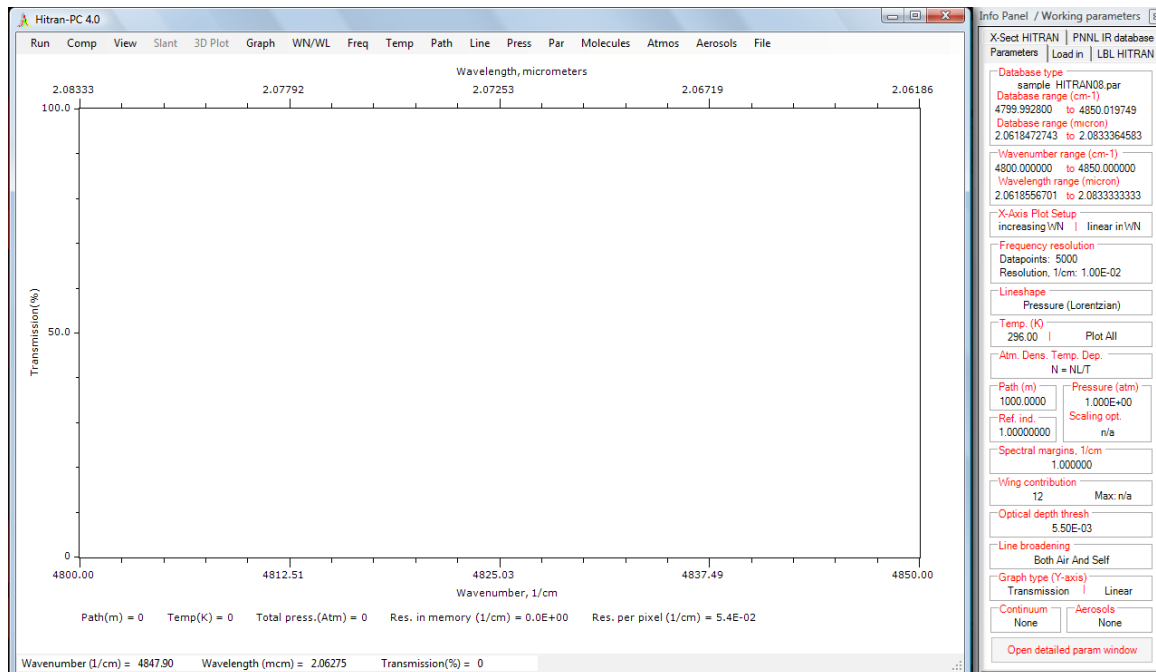 Hitran-PC 4.0
Run Comp View Slant 3D Plot Graph WN/WL Freq Temp Path Line Press Par Molecules Atmos Aerosols File
Wavelength, micrometers
2.08333 2.07792 2.07253 2.06719 2.06186
100.0
50.0
0
Transmission(%)
4800.00 4812.51 4825.03 4837.49 4850.00
Wavenumber, 1/cm
Path(m) = 0 Temp(K) = 0 Total press.(Atm) = 0 Res. in memory (1/cm) = 0.0E+00 Res. per pixel (1/cm) = 5.4E-02
Wavenumber (1/cm) = 4847.90 Wavelength (mcm) = 2.06275 Transmission(%) = 0
Info Panel / Working parameters
X-Sect HITRAN PNNL IR database
Parameters Load in LBL HITRAN
Database type
sample HITRAN08.par
Database range (cm-1)
4799.992800 to 4850.019749
Database range (micron)
2.0618472743 to 2.0833364583
Wavenumber range (cm-1)
4800.000000 to 4850.000000
Wavelength range (micron)
2.0618556701 to 2.0833333333
X-Axis Plot Setup
increasing WN | linear in WN
Frequency resolution
Datapoints: 5000
Resolution, 1/cm: 1.00E-02
Lineshape
Pressure (Lorentzian)
Temp. (K)
296.00 | Plot All
Atm. Dens. Temp. Dep.
N = NL/T
Path (m) Pressure (atm)
1000.0000 1.000E+00
Ref. ind. Scaling opt.
1.00000000 n/a
Spectral margins, 1/cm
1.000000
Wing contribution
12 Max: n/a
Optical depth thresh
5.50E-03
Line broadening
Both Air And Self
Graph type (Y-axis)
Transmission | Linear
Continuum Aerosols
None None
Open detailed param window